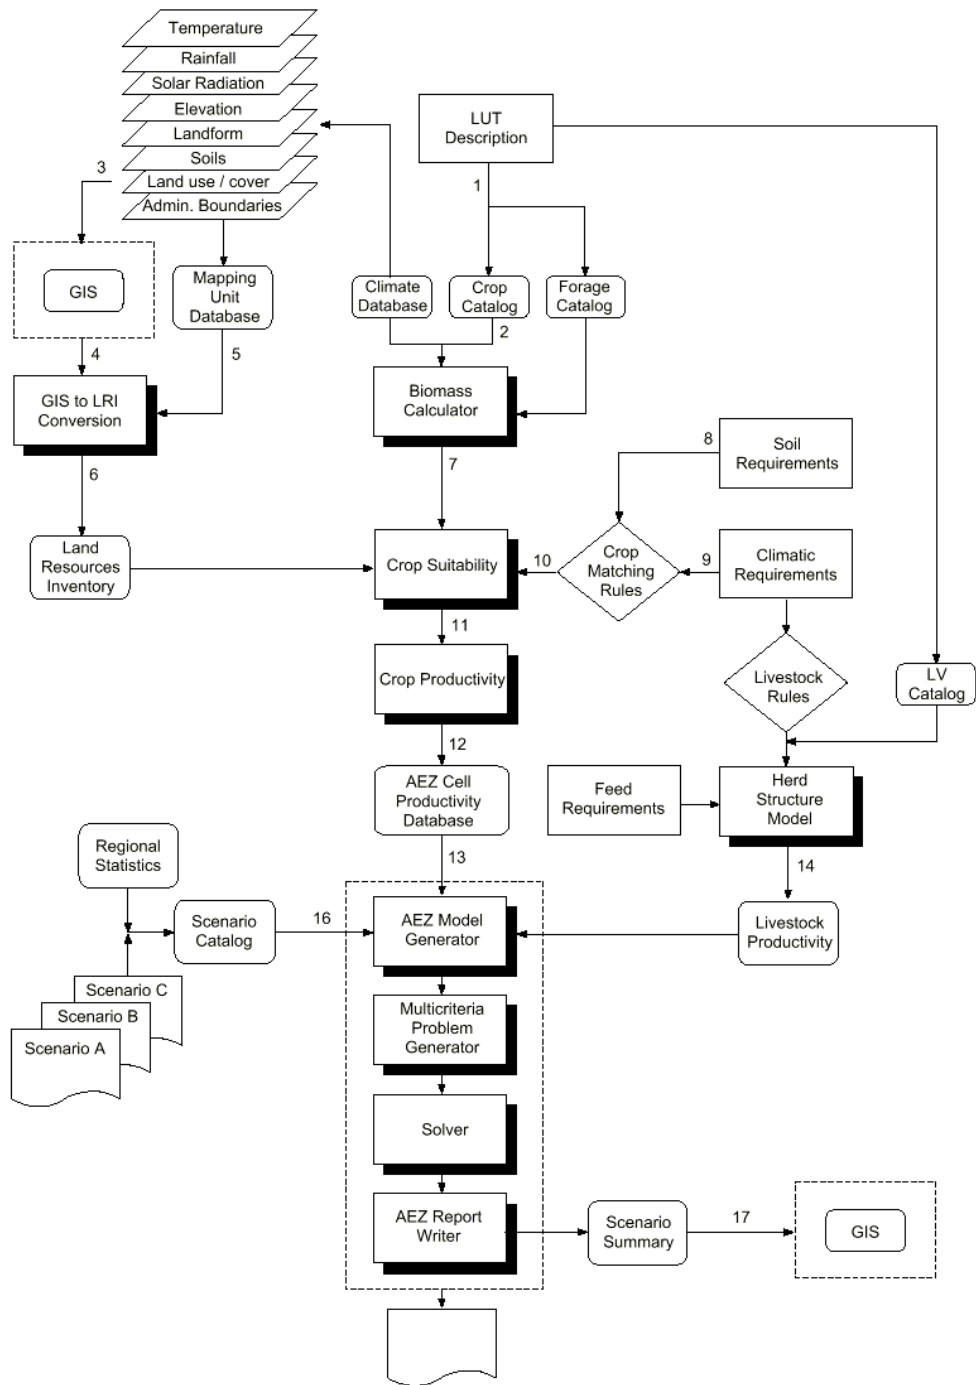 Temperature
Rainfall
Solar Radiation
Elevation
Landform
Soils
Land use / cover
Admin. Boundaries
3
LUT
Description
1
GIS
Mapping
Unit
Database
Climate
Database
Crop
Catalog
Forage
Catalog
2
4
5
GIS to LRI
Conversion
Biomass
Calculator
6
7
8
Soil
Requirements
Land
Resources
Inventory
Crop Suitability
10
Crop
Matching
Rules
9
Climatic
Requirements
11
Crop Productivity
Livestock
Rules
LV
Catalog
12
AEZ Cell
Productivity
Database
Feed
Requirements
Herd
Structure
Model
13
14
Regional
Statistics
Scenario
Catalog
16
AEZ Model
Generator
Livestock
Productivity
Scenario C
Scenario B
Scenario A
Multicriteria
Problem
Generator
Solver
AEZ Report
Writer
Scenario
Summary
17
GIS